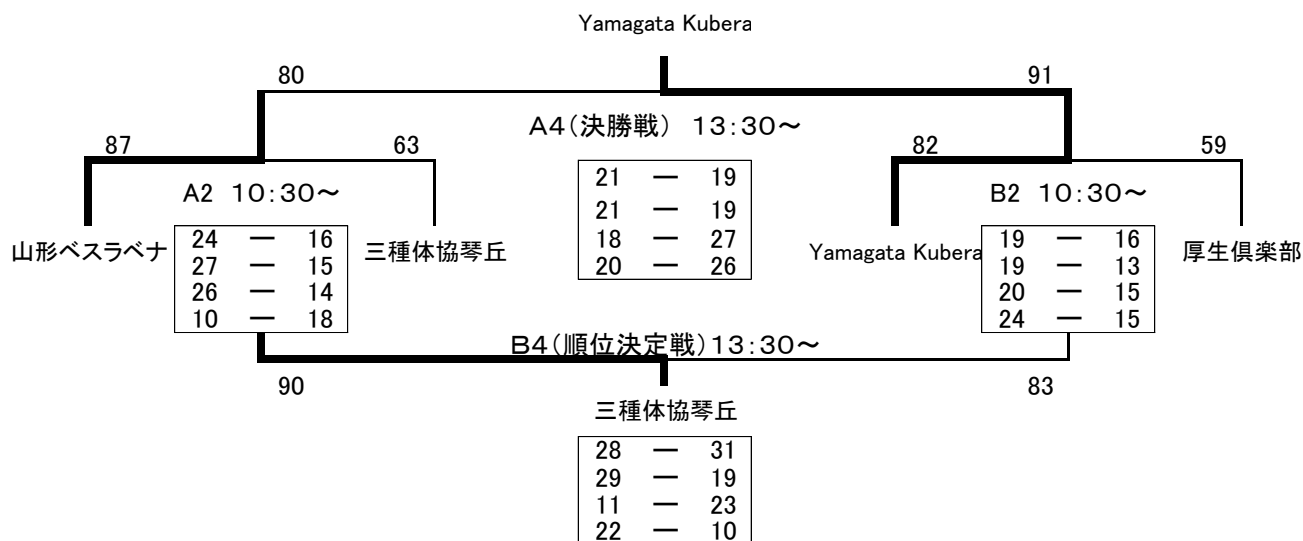 Yamagata Kubera
80 91
A4(決勝戦) 13:30~
87 63 82 59
A2 10:30~ B2 10:30~
21 ー 19
21 ー 19
18 ー 27
20 ー 26
山形ベスラベナ 三種体協琴丘 Yamagata Kubera 厚生倶楽部
24 ー 16
27 ー 15
26 ー 14
10 ー 18
19 ー 16
19 ー 13
20 ー 15
24 ー 15
B4(順位決定戦)13:30~
90 83
三種体協琴丘
28 ー 31
29 ー 19
11 ー 23
22 ー 10